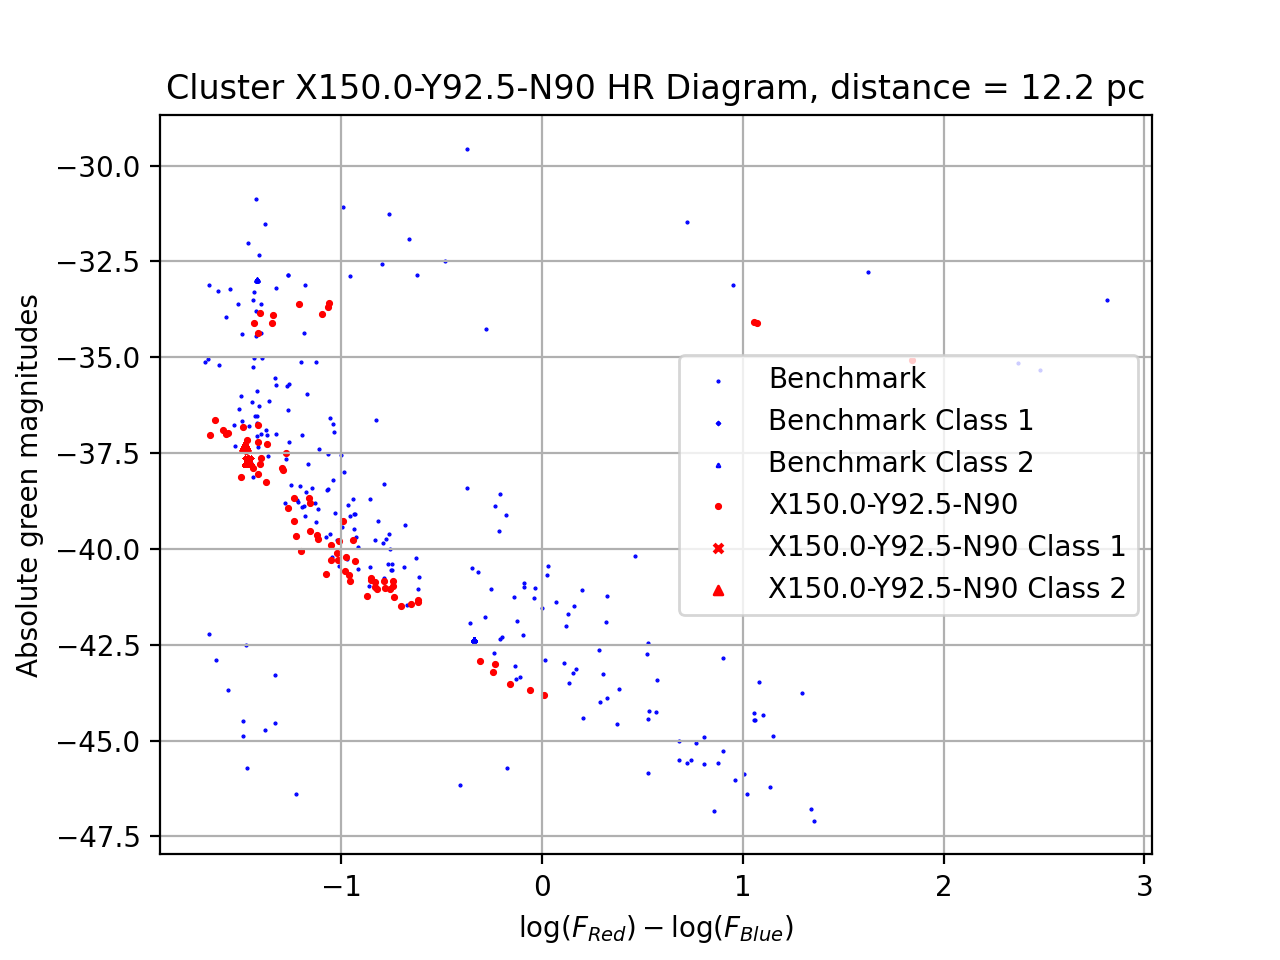 Cluster X150.0-Y92.5-N90 HR Diagram, distance = 12.2 pc
Absolute green magnitudes
−30.0
−32.5
−35.0
−37.5
−40.0
−42.5
−45.0
−47.5
Benchmark
Benchmark Class 1
Benchmark Class 2
X150.0-Y92.5-N90
X150.0-Y92.5-N90 Class 1
X150.0-Y92.5-N90 Class 2
−1 0 1 2 3
log(F_Red) − log(F_Blue)